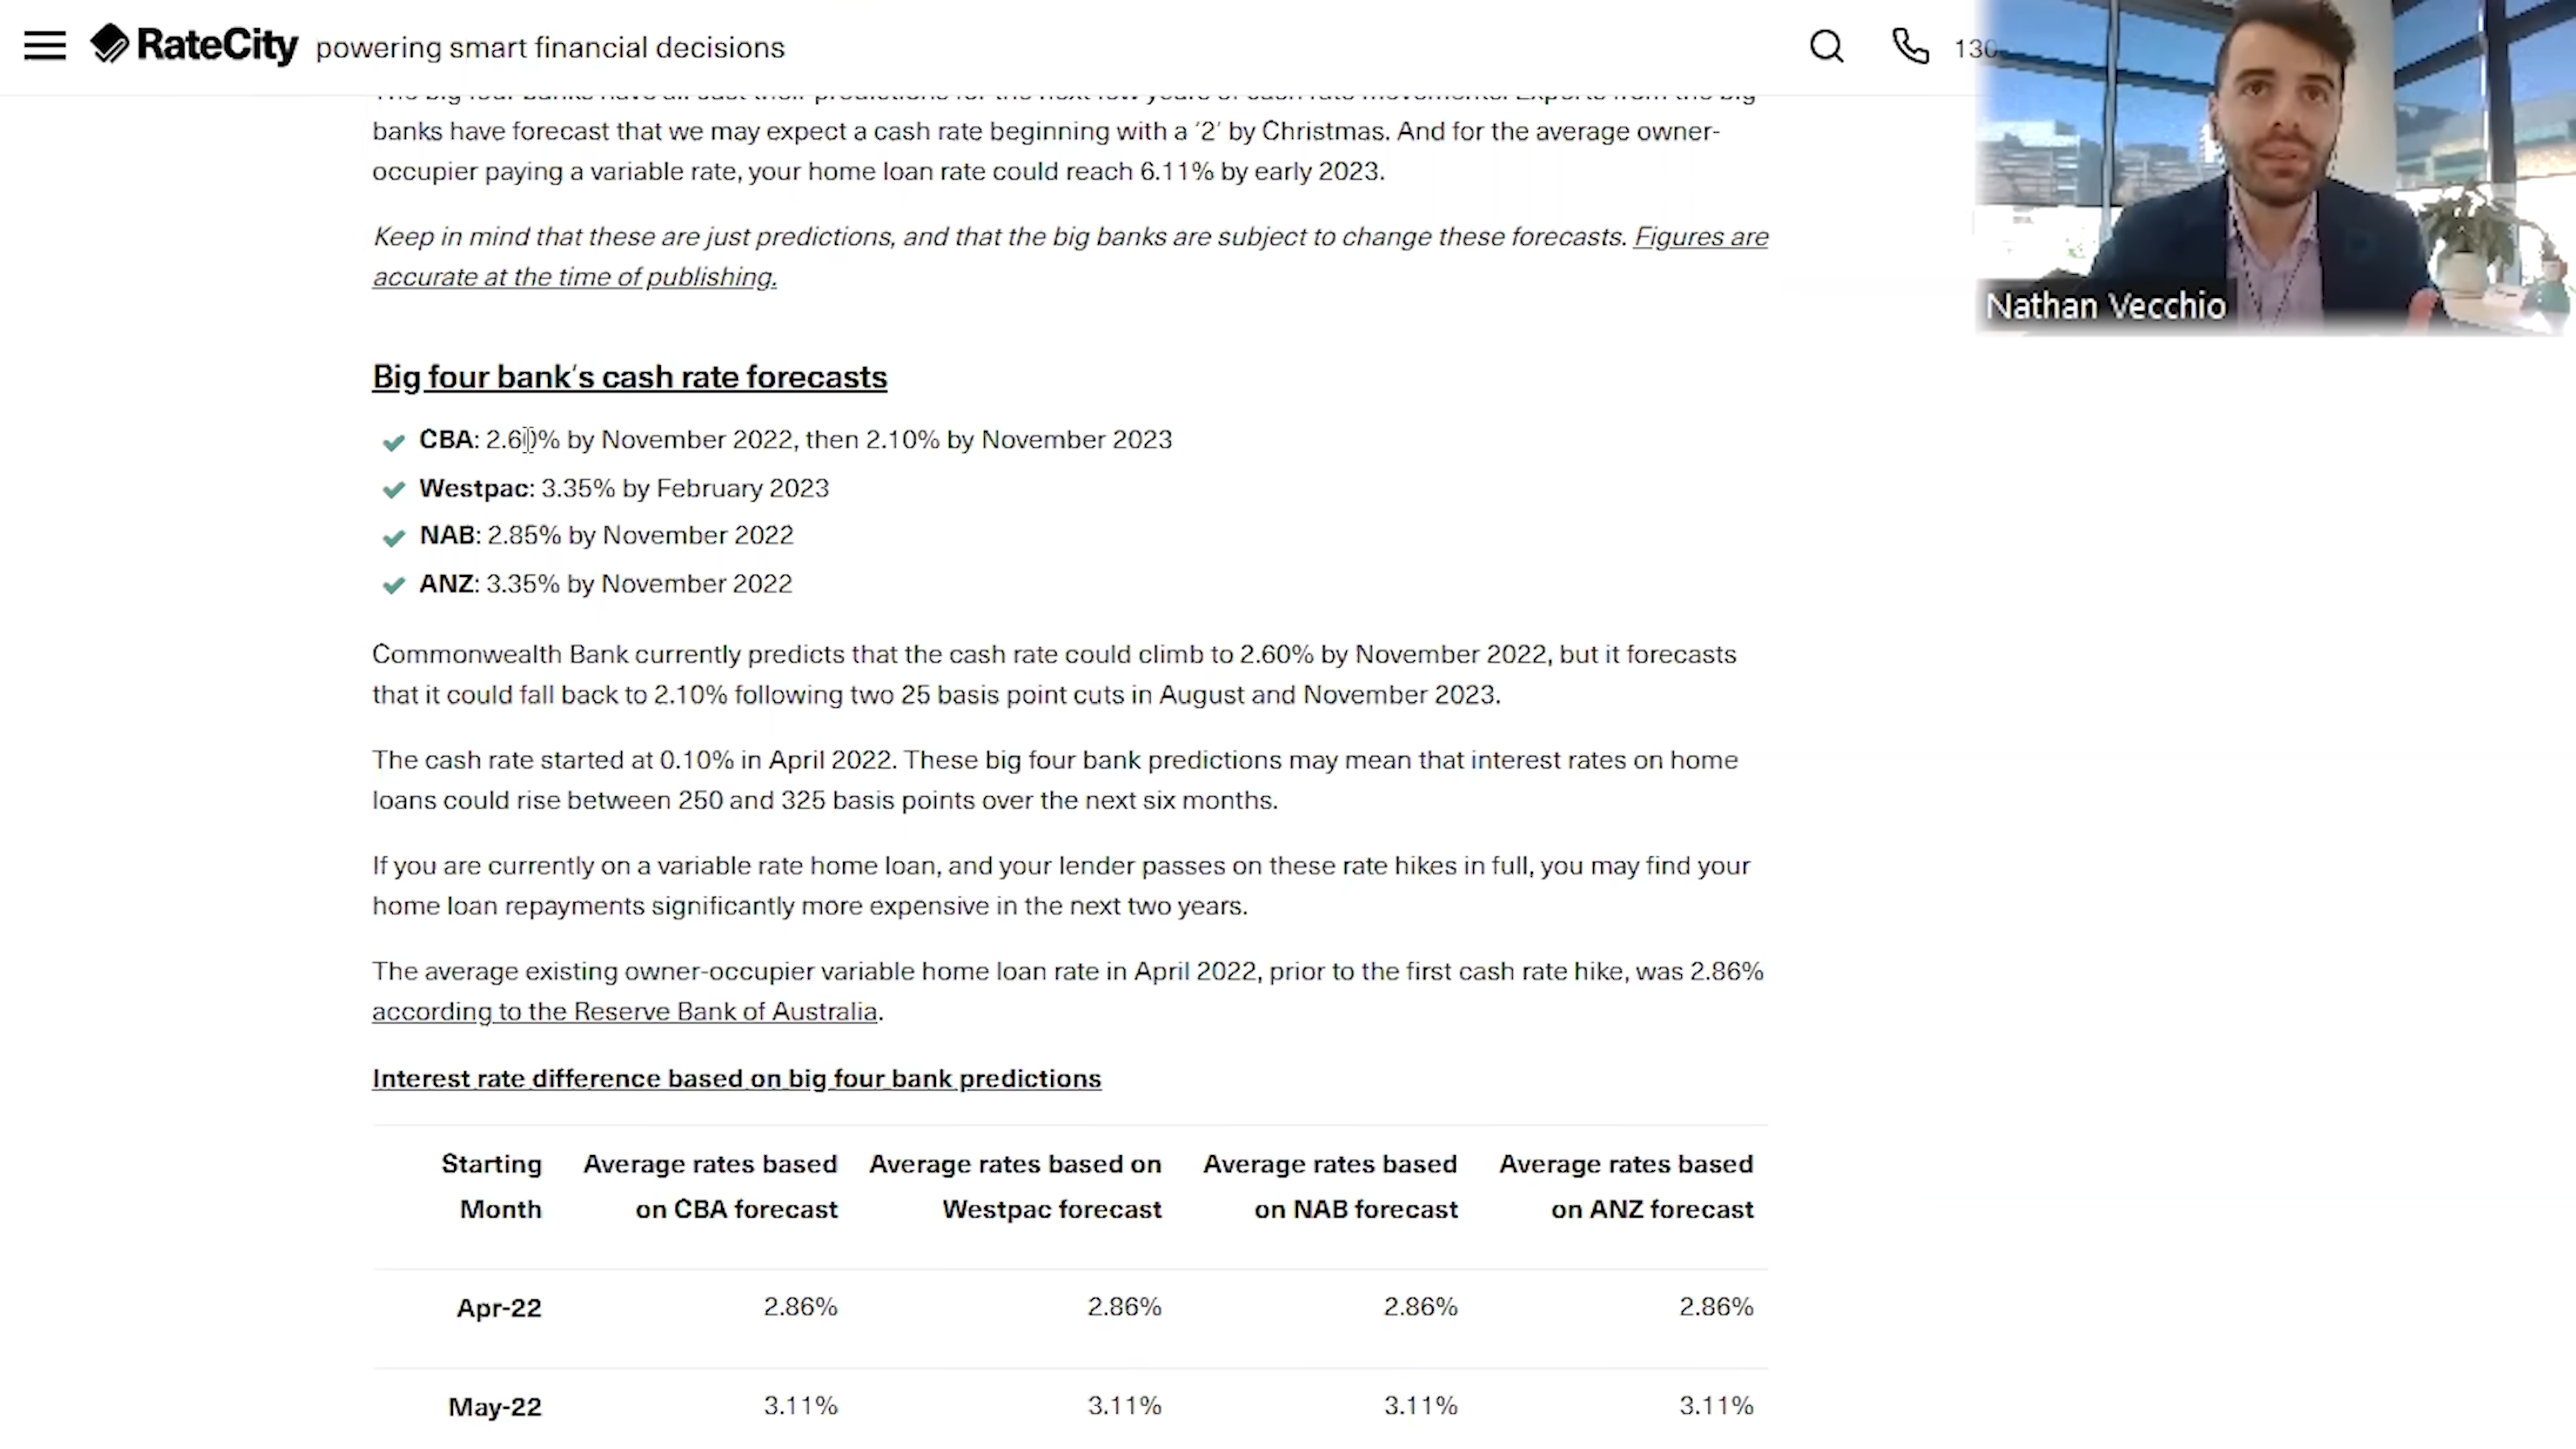 RateCity powering smart financial decisions
130
banks have forecast that we may expect a cash rate beginning with a '2' by Christmas. And for the average owner-
occupier paying a variable rate, your home loan rate could reach 6.11% by early 2023.
Keep in mind that these are just predictions, and that the big banks are subject to change these forecasts. Figures are
accurate at the time of publishing.
Nathan Vecchio
Big four bank's cash rate forecasts
CBA: 2.60% by November 2022, then 2.10% by November 2023
Westpac: 3.35% by February 2023
NAB: 2.85% by November 2022
ANZ: 3.35% by November 2022
Commonwealth Bank currently predicts that the cash rate could climb to 2.60% by November 2022, but it forecasts
that it could fall back to 2.10% following two 25 basis point cuts in August and November 2023.
The cash rate started at 0.10% in April 2022. These big four bank predictions may mean that interest rates on home
loans could rise between 250 and 325 basis points over the next six months.
If you are currently on a variable rate home loan, and your lender passes on these rate hikes in full, you may find your
home loan repayments significantly more expensive in the next two years.
The average existing owner-occupier variable home loan rate in April 2022, prior to the first cash rate hike, was 2.86%
according to the Reserve Bank of Australia.
Interest rate difference based on big four bank predictions
Starting Average rates based Average rates based on Average rates based Average rates based
Month on CBA forecast Westpac forecast on NAB forecast on ANZ forecast
Apr-22 2.86% 2.86% 2.86% 2.86%
May-22 3.11% 3.11% 3.11% 3.11%